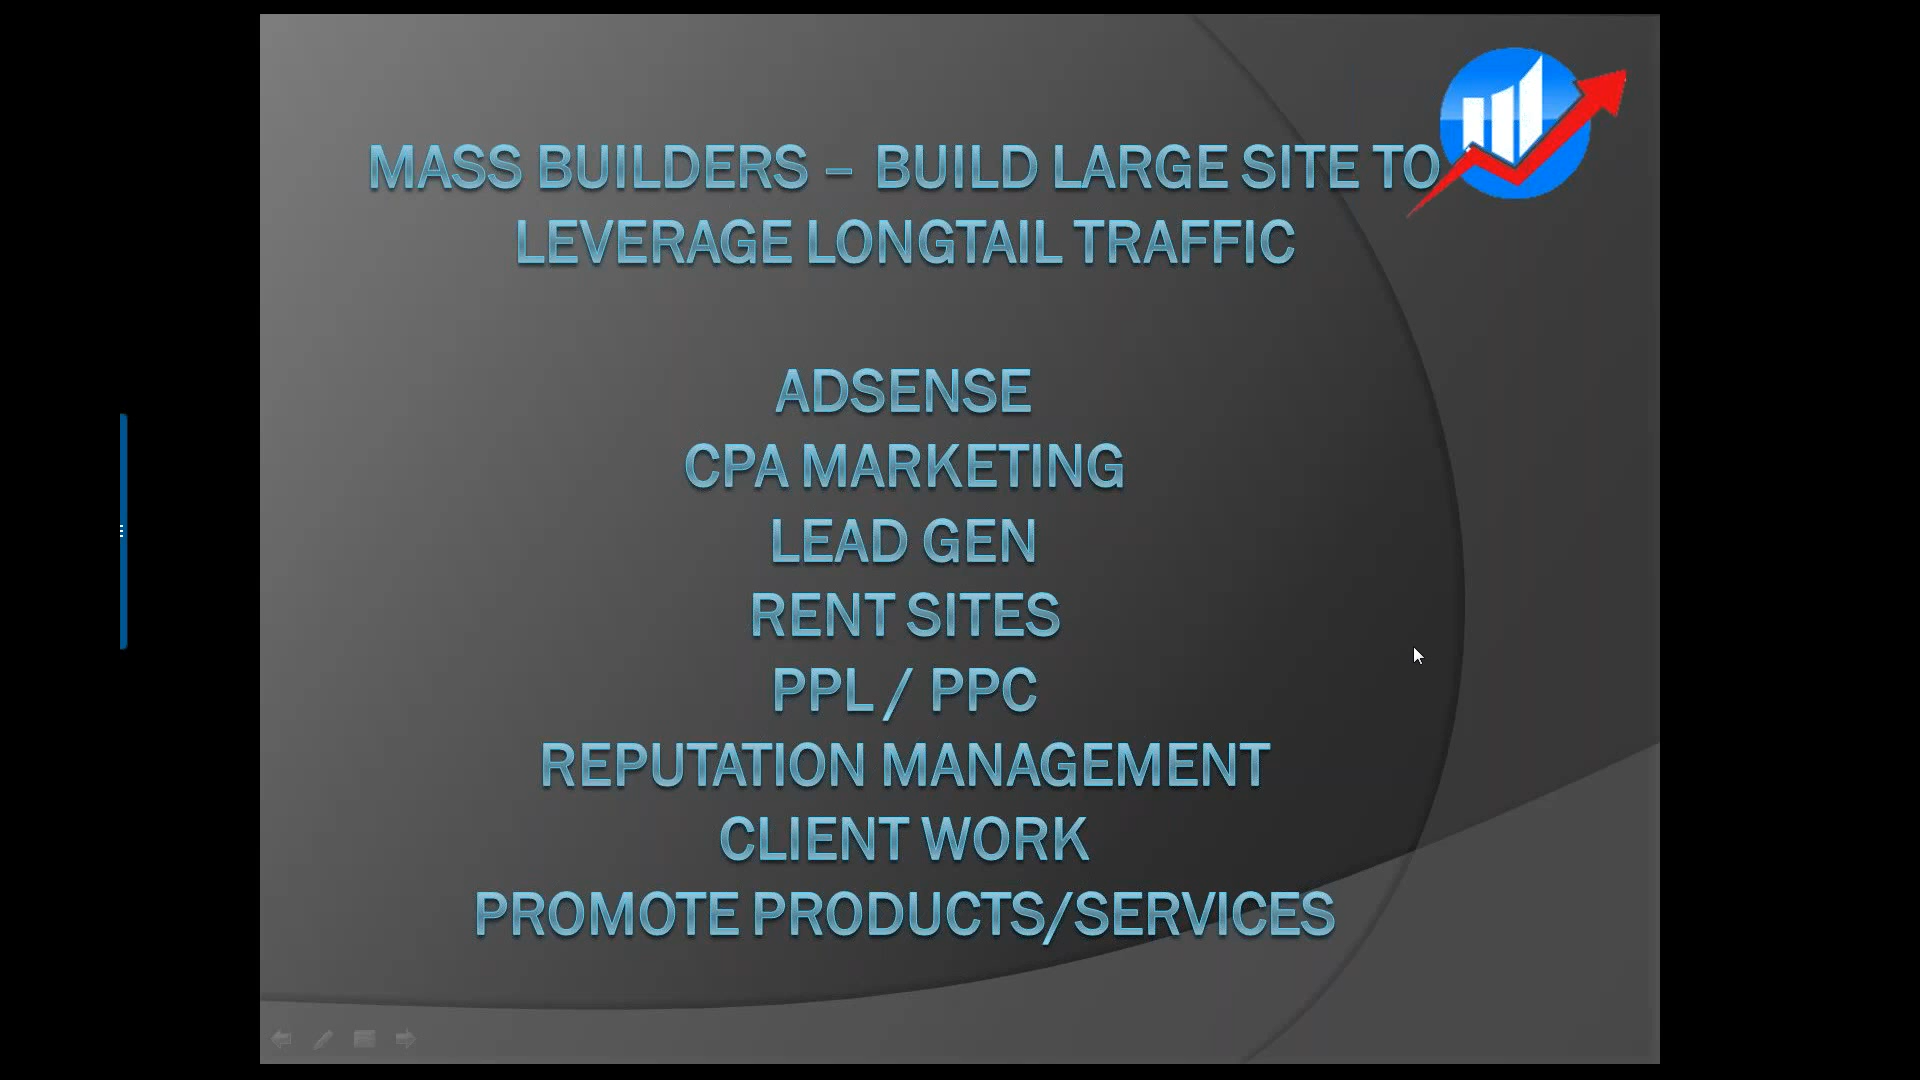 MASS BUILDERS – BUILD LARGE SITE TO
LEVERAGE LONGTAIL TRAFFIC
ADSENSE
CPA MARKETING
LEAD GEN
RENT SITES
PPL / PPC
REPUTATION MANAGEMENT
CLIENT WORK
PROMOTE PRODUCTS/SERVICES